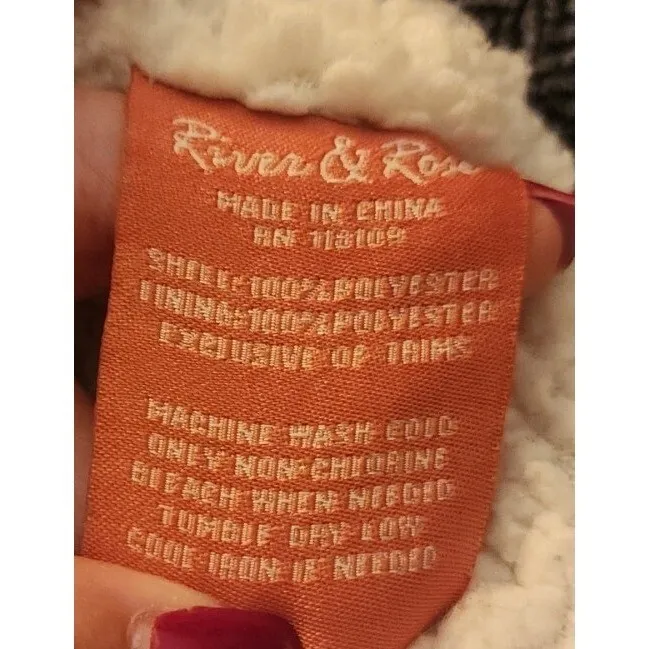 River & Rose
MADE IN CHINA
RN 118109
SHELL:100%POLYESTER
LINING:100%POLYESTER
EXCLUSIVE OF TRIMS
MACHINE WASH COLD
ONLY NON-CHLORINE
BLEACH WHEN NEEDED
TUMBLE DRY LOW
COOL IRON IF NEEDED